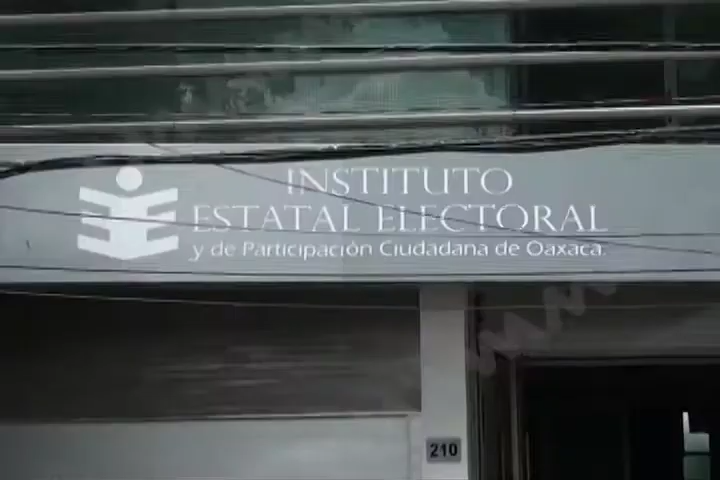 INSTITUTO
ESTATAL ELECTORAL
y de Participación Ciudadana de Oaxaca.
210